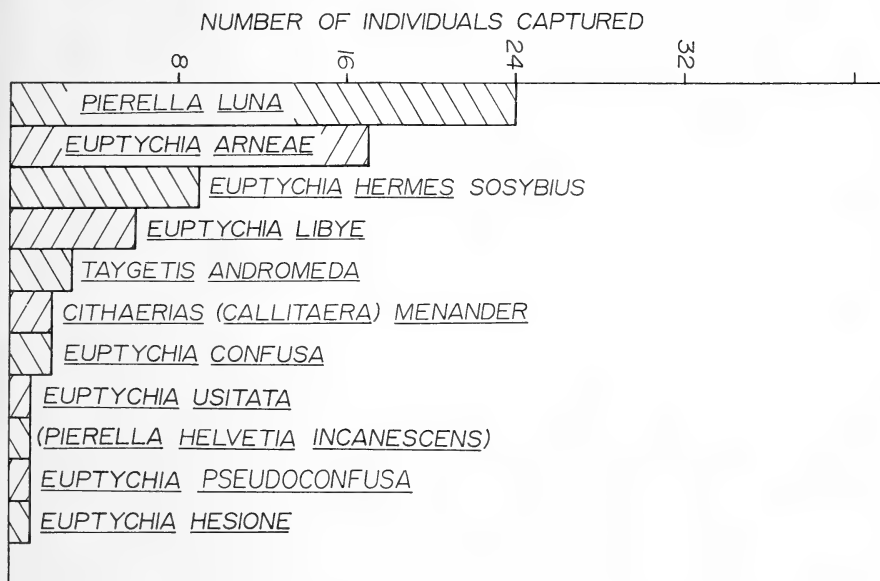 NUMBER OF INDIVIDUALS CAPTURED
8 16 24 32
PIERELLA LUNA
EUPTYCHIA ARNEAE
EUPTYCHIA HERMES SOSYBIUS
EUPTYCHIA LIBYE
TAYGETIS ANDROMEDA
CITHAERIAS (CALLITAERA) MENANDER
EUPTYCHIA CONFUSA
EUPTYCHIA USITATA
(PIERELLA HELVETIA INCANESCENS)
EUPTYCHIA PSEUDOCONFUSA
EUPTYCHIA HESIONE